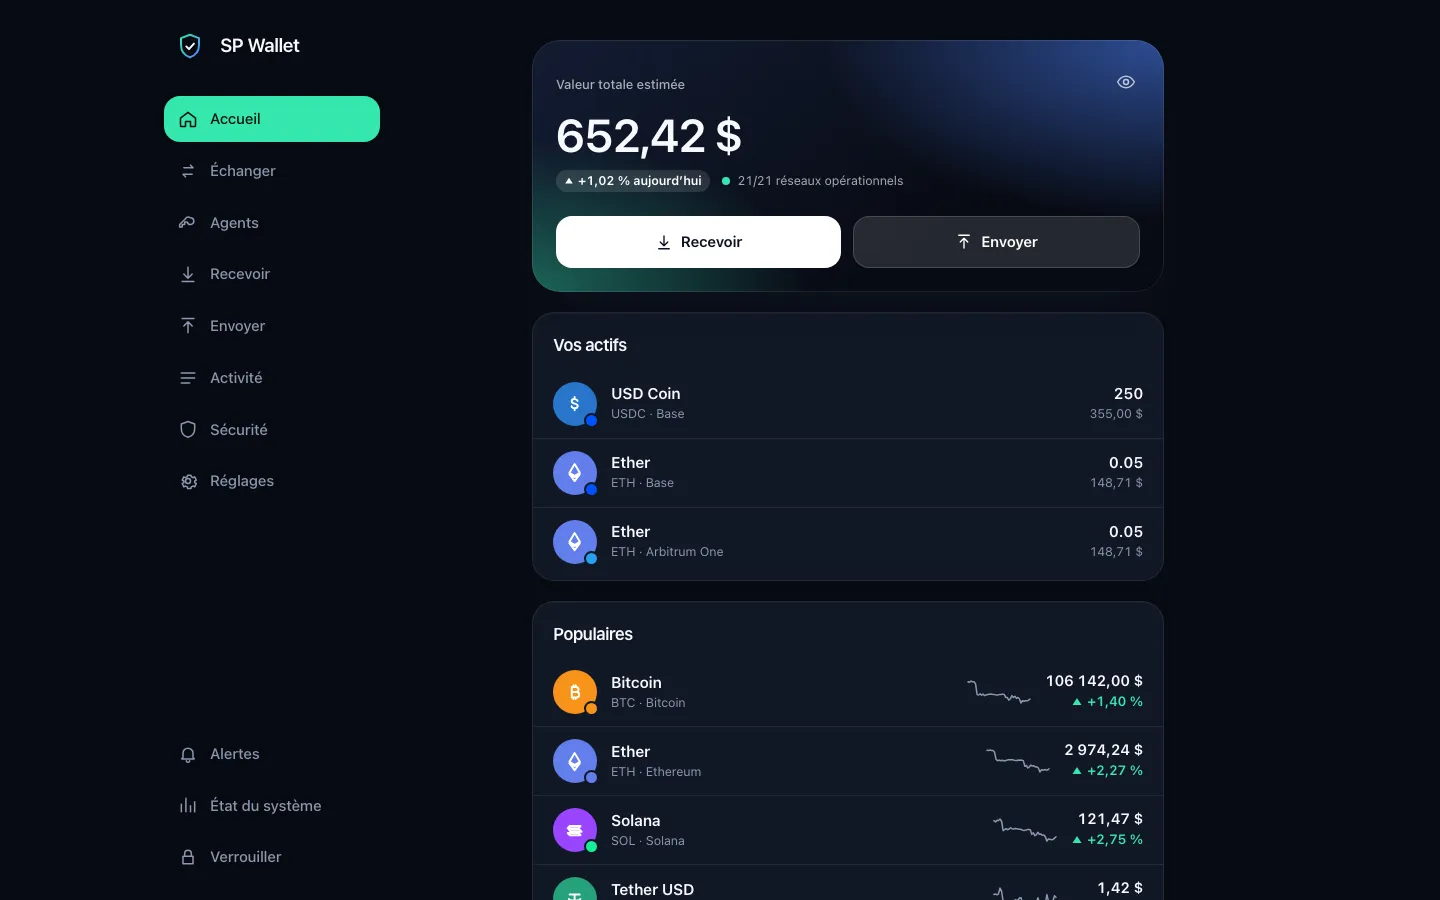 SP Wallet
Accueil
Échanger
Agents
Recevoir
Envoyer
Activité
Sécurité
Réglages
Alertes
État du système
Verrouiller
Valeur totale estimée
652,42 $
+1,02 % aujourd’hui
21/21 réseaux opérationnels
Recevoir
Envoyer
Vos actifs
USD Coin
250
USDC · Base
355,00 $
Ether
0.05
ETH · Base
148,71 $
Ether
0.05
ETH · Arbitrum One
148,71 $
Populaires
Bitcoin
106 142,00 $
BTC · Bitcoin
+1,40 %
Ether
2 974,24 $
ETH · Ethereum
+2,27 %
Solana
121,47 $
SOL · Solana
+2,75 %
Tether USD
1,42 $